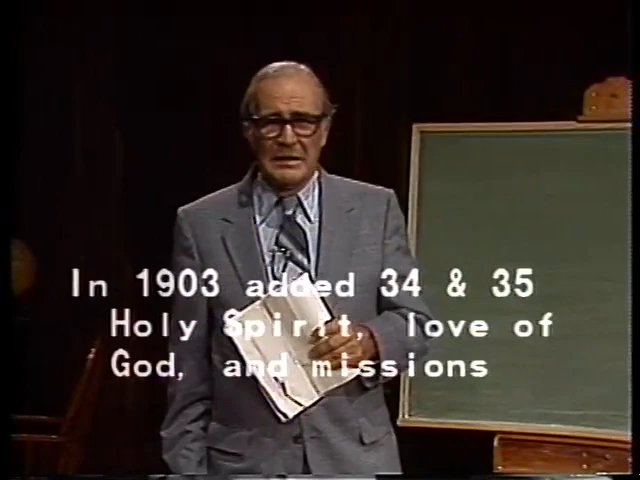 In 1903 added 34 & 35
Holy Spirit, love of
God, and missions